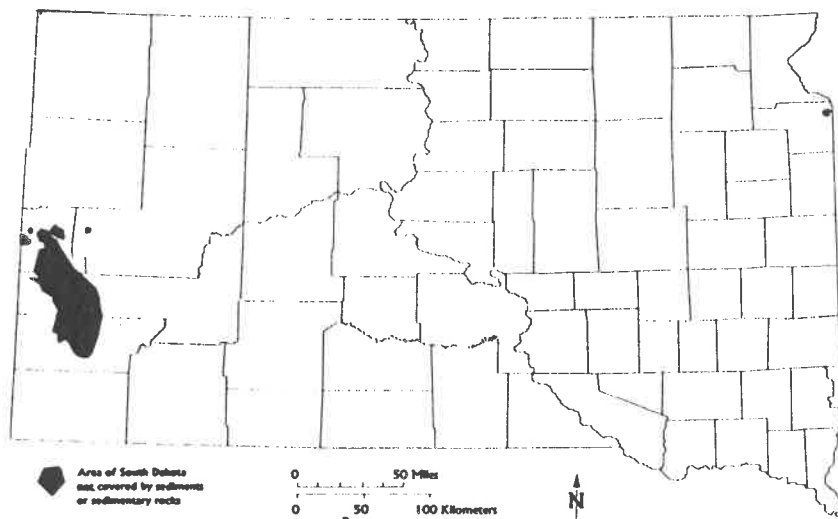 Area of South Dakota
not covered by sediments
or sedimentary rocks
0 50 Miles
0 50 100 Kilometers
N